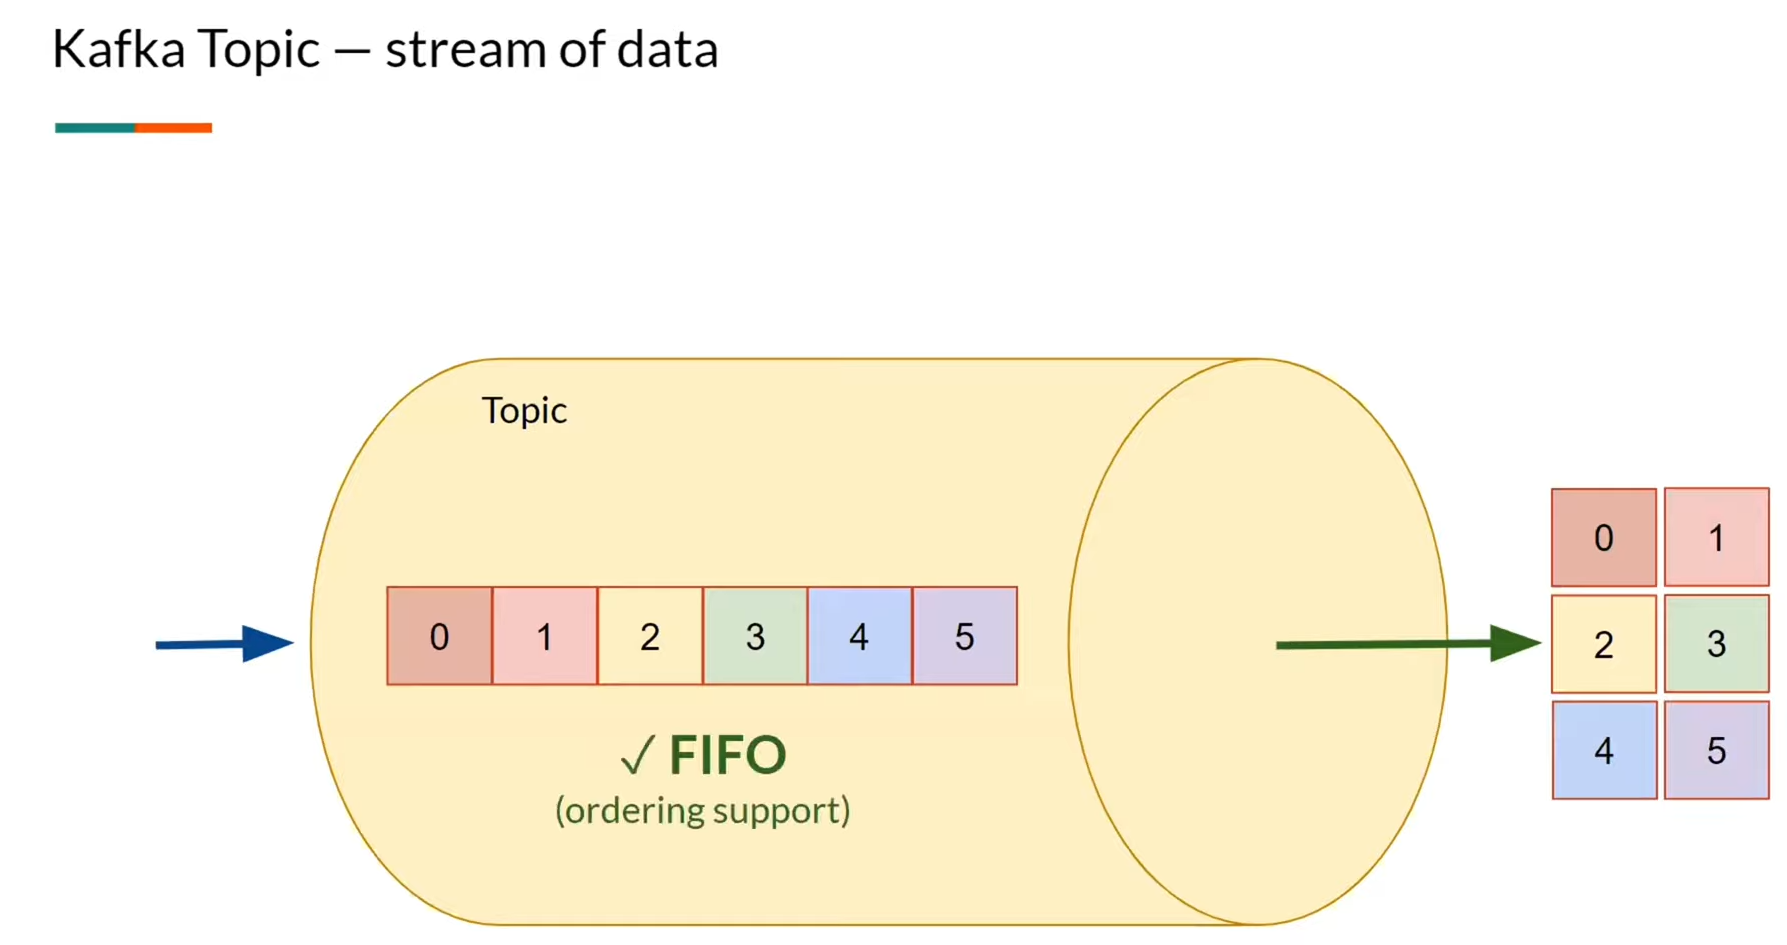 Kafka Topic — stream of data
Topic
0 1 2 3 4 5
✓ FIFO
(ordering support)
0 1
2 3
4 5